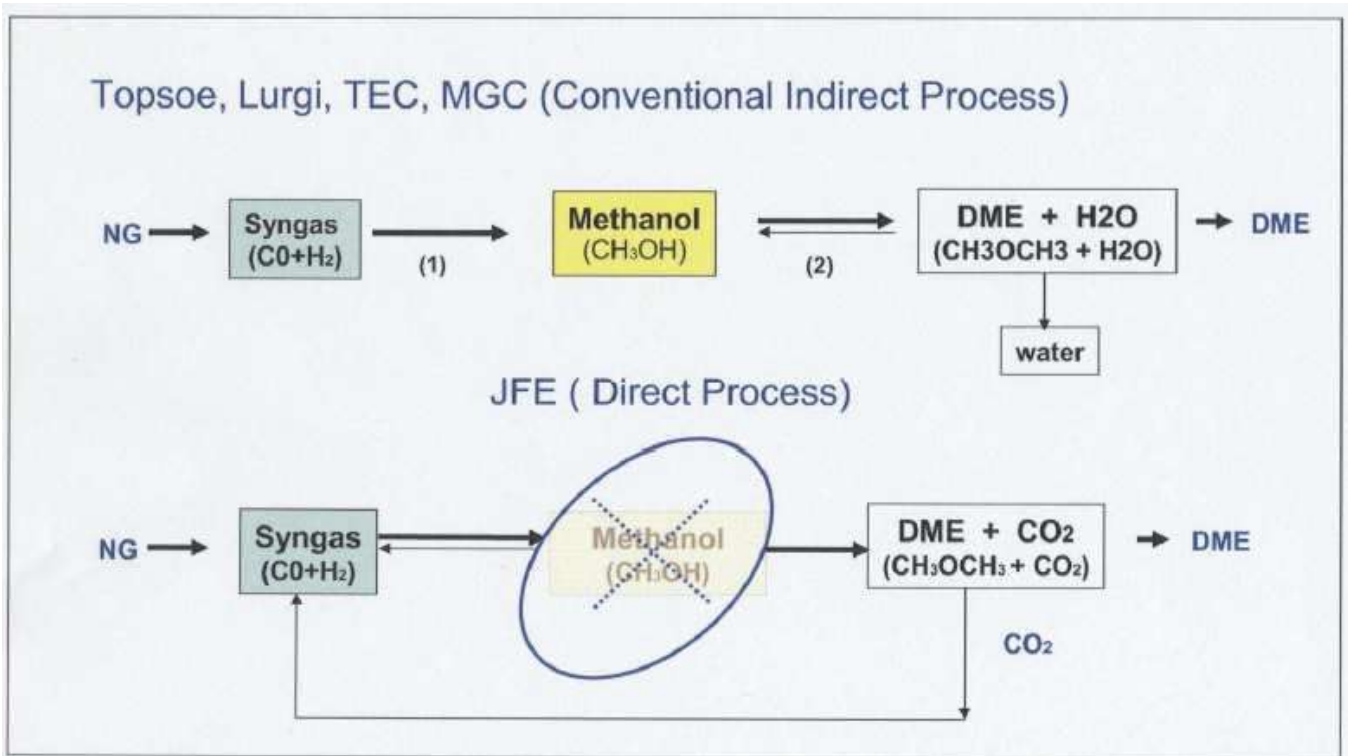 Topsoe, Lurgi, TEC, MGC (Conventional Indirect Process)
NG
Syngas
(C0+H₂)
(1)
Methanol
(CH₃OH)
(2)
DME + H2O
(CH3OCH3 + H2O)
DME
water
JFE ( Direct Process)
NG
Syngas
(C0+H₂)
Methanol
(CH₃OH)
DME + CO₂
(CH₃OCH₃ + CO₂)
DME
CO₂